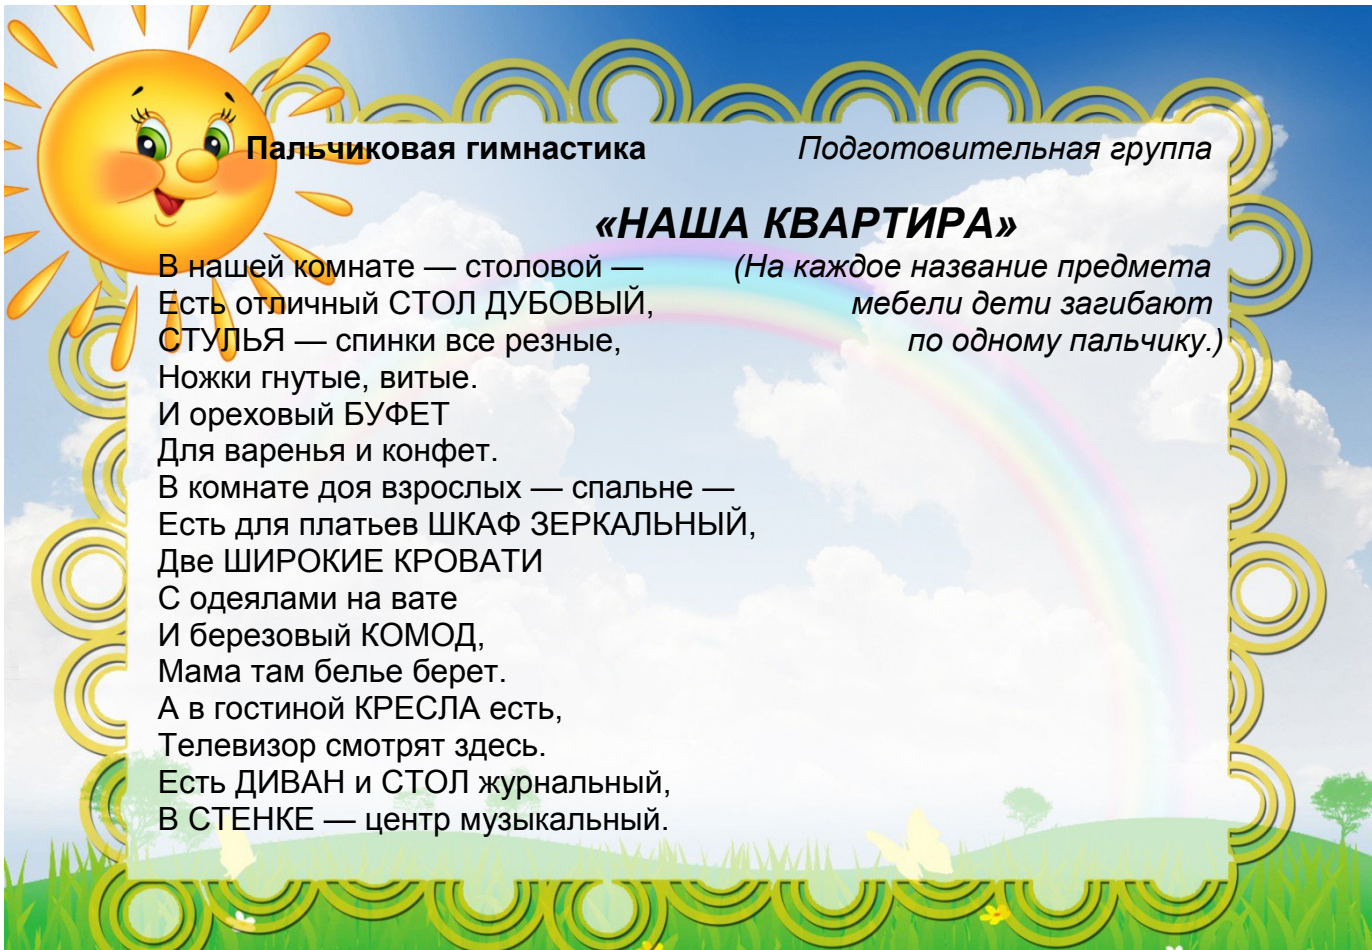 Пальчиковая гимнастика Подготовительная группа
«НАША КВАРТИРА»
В нашей комнате — столовой — (На каждое название предмета
Есть отличный СТОЛ ДУБОВЫЙ, мебели дети загибают
СТУЛЬЯ — спинки все резные, по одному пальчику.)
Ножки гнутые, витые.
И ореховый БУФЕТ
Для варенья и конфет.
В комнате доя взрослых — спальне —
Есть для платьев ШКАФ ЗЕРКАЛЬНЫЙ,
Две ШИРОКИЕ КРОВАТИ
С одеялами на вате
И березовый КОМОД,
Мама там белье берет.
А в гостиной КРЕСЛА есть,
Телевизор смотрят здесь.
Есть ДИВАН и СТОЛ журнальный,
В СТЕНКЕ — центр музыкальный.